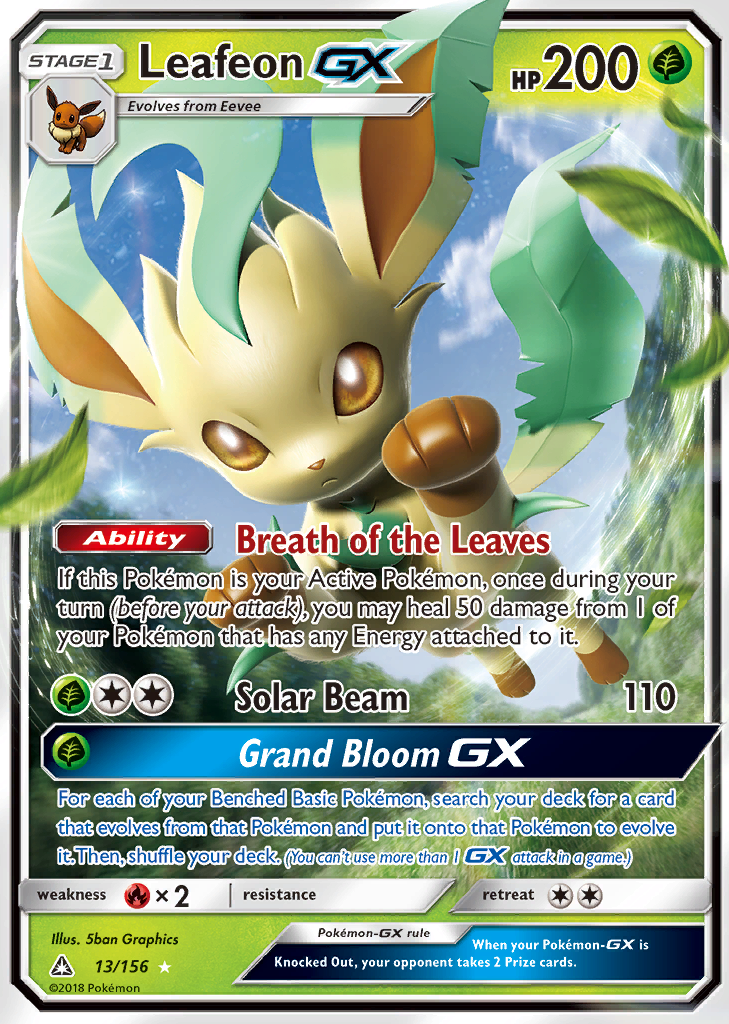 STAGE1
Leafeon GX
HP200
Evolves from Eevee
Ability Breath of the Leaves
If this Pokémon is your Active Pokémon, once during your
turn (before your attack), you may heal 50 damage from 1 of
your Pokémon that has any Energy attached to it.
Solar Beam 110
Grand Bloom GX
For each of your Benched Basic Pokémon, search your deck for a card
that evolves from that Pokémon and put it onto that Pokémon to evolve
it. Then, shuffle your deck. (You can't use more than 1 GX attack in a game.)
weakness ×2 resistance retreat
Illus. 5ban Graphics
13/156
©2018 Pokémon
Pokémon-GX rule
When your Pokémon-GX is
Knocked Out, your opponent takes 2 Prize cards.